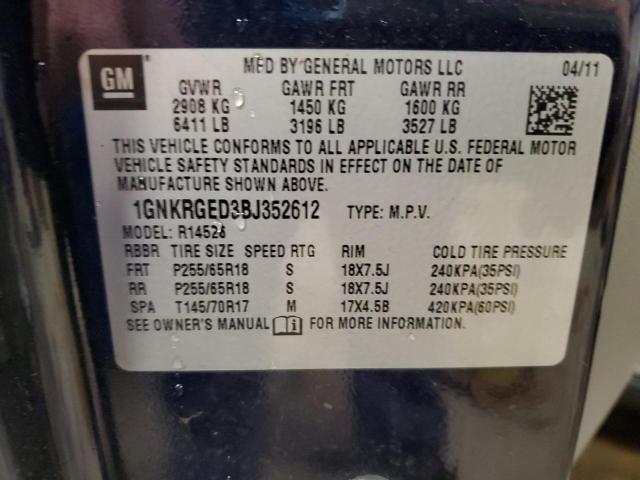 GM
MFD BY GENERAL MOTORS LLC 04/11
GVWR GAWR FRT GAWR RR
2908 KG 1450 KG 1600 KG
6411 LB 3196 LB 3527 LB
THIS VEHICLE CONFORMS TO ALL APPLICABLE U.S. FEDERAL MOTOR
VEHICLE SAFETY STANDARDS IN EFFECT ON THE DATE OF
MANUFACTURE SHOWN ABOVE.
1GNKRGED3BJ352612 TYPE: M.P.V.
MODEL: R14526
RBBR TIRE SIZE SPEED RTG RIM COLD TIRE PRESSURE
FRT P255/65R18 S 18X7.5J 240KPA(35PSI)
RR P255/65R18 S 18X7.5J 240KPA(35PSI)
SPA T145/70R17 M 17X4.5B 420KPA(60PSI)
SEE OWNER'S MANUAL FOR MORE INFORMATION.